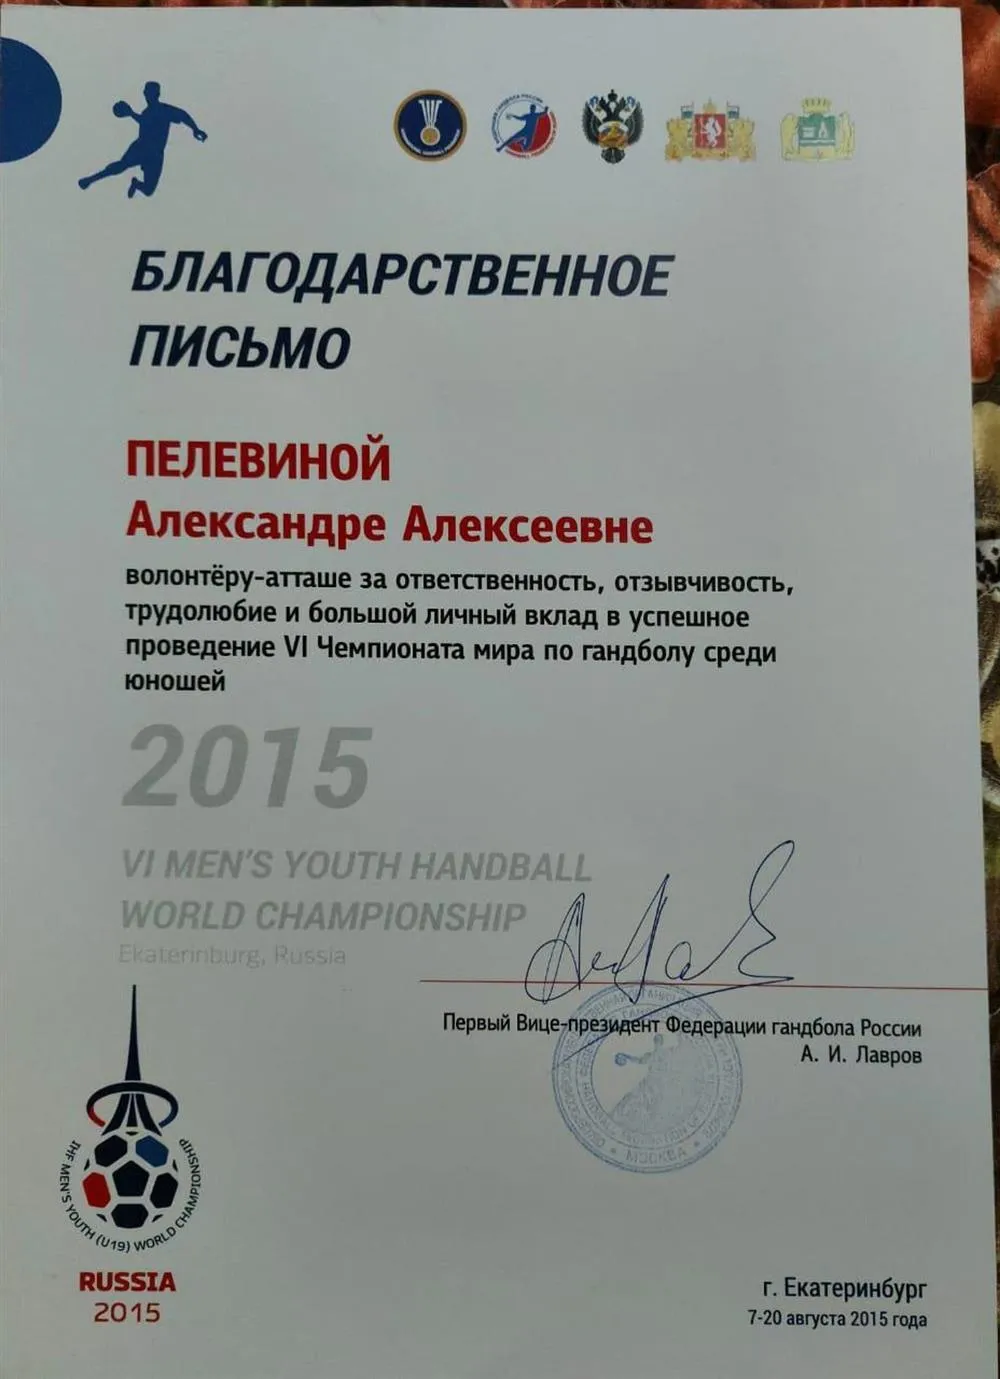 БЛАГОДАРСТВЕННОЕ
ПИСЬМО
ПЕЛЕВИНОЙ
Александре Алексеевне
волонтёру-атташе за ответственность, отзывчивость,
трудолюбие и большой личный вклад в успешное
проведение VI Чемпионата мира по гандболу среди
юношей
2015
VI MEN'S YOUTH HANDBALL
WORLD CHAMPIONSHIP
Ekaterinburg, Russia
Первый Вице-президент Федерации гандбола России
А. И. Лавров
МОСКВА
IHF MEN'S YOUTH (U19) WORLD CHAMPIONSHIP
RUSSIA
2015
г. Екатеринбург
7-20 августа 2015 года